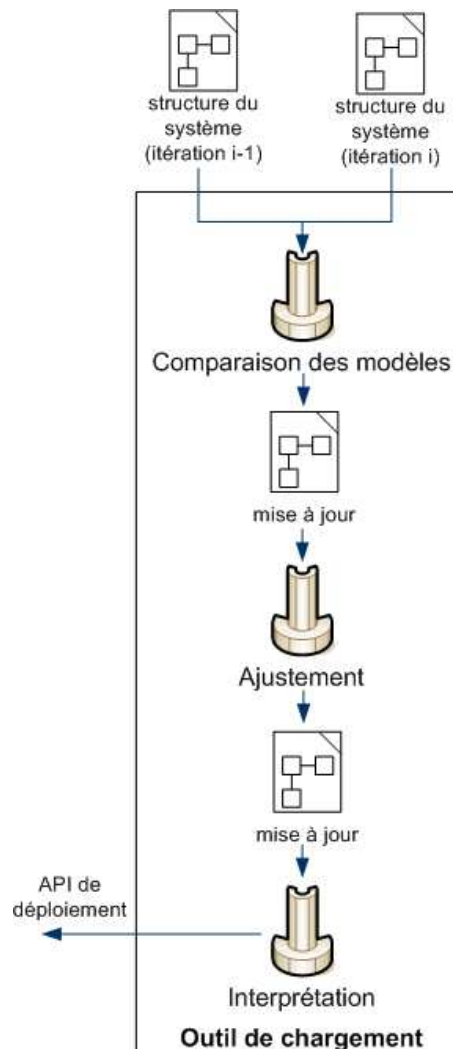 structure du
système
(itération i-1)
structure du
système
(itération i)
Comparaison des modèles
mise à jour
Ajustement
mise à jour
API de
déploiement
Interprétation
Outil de chargement